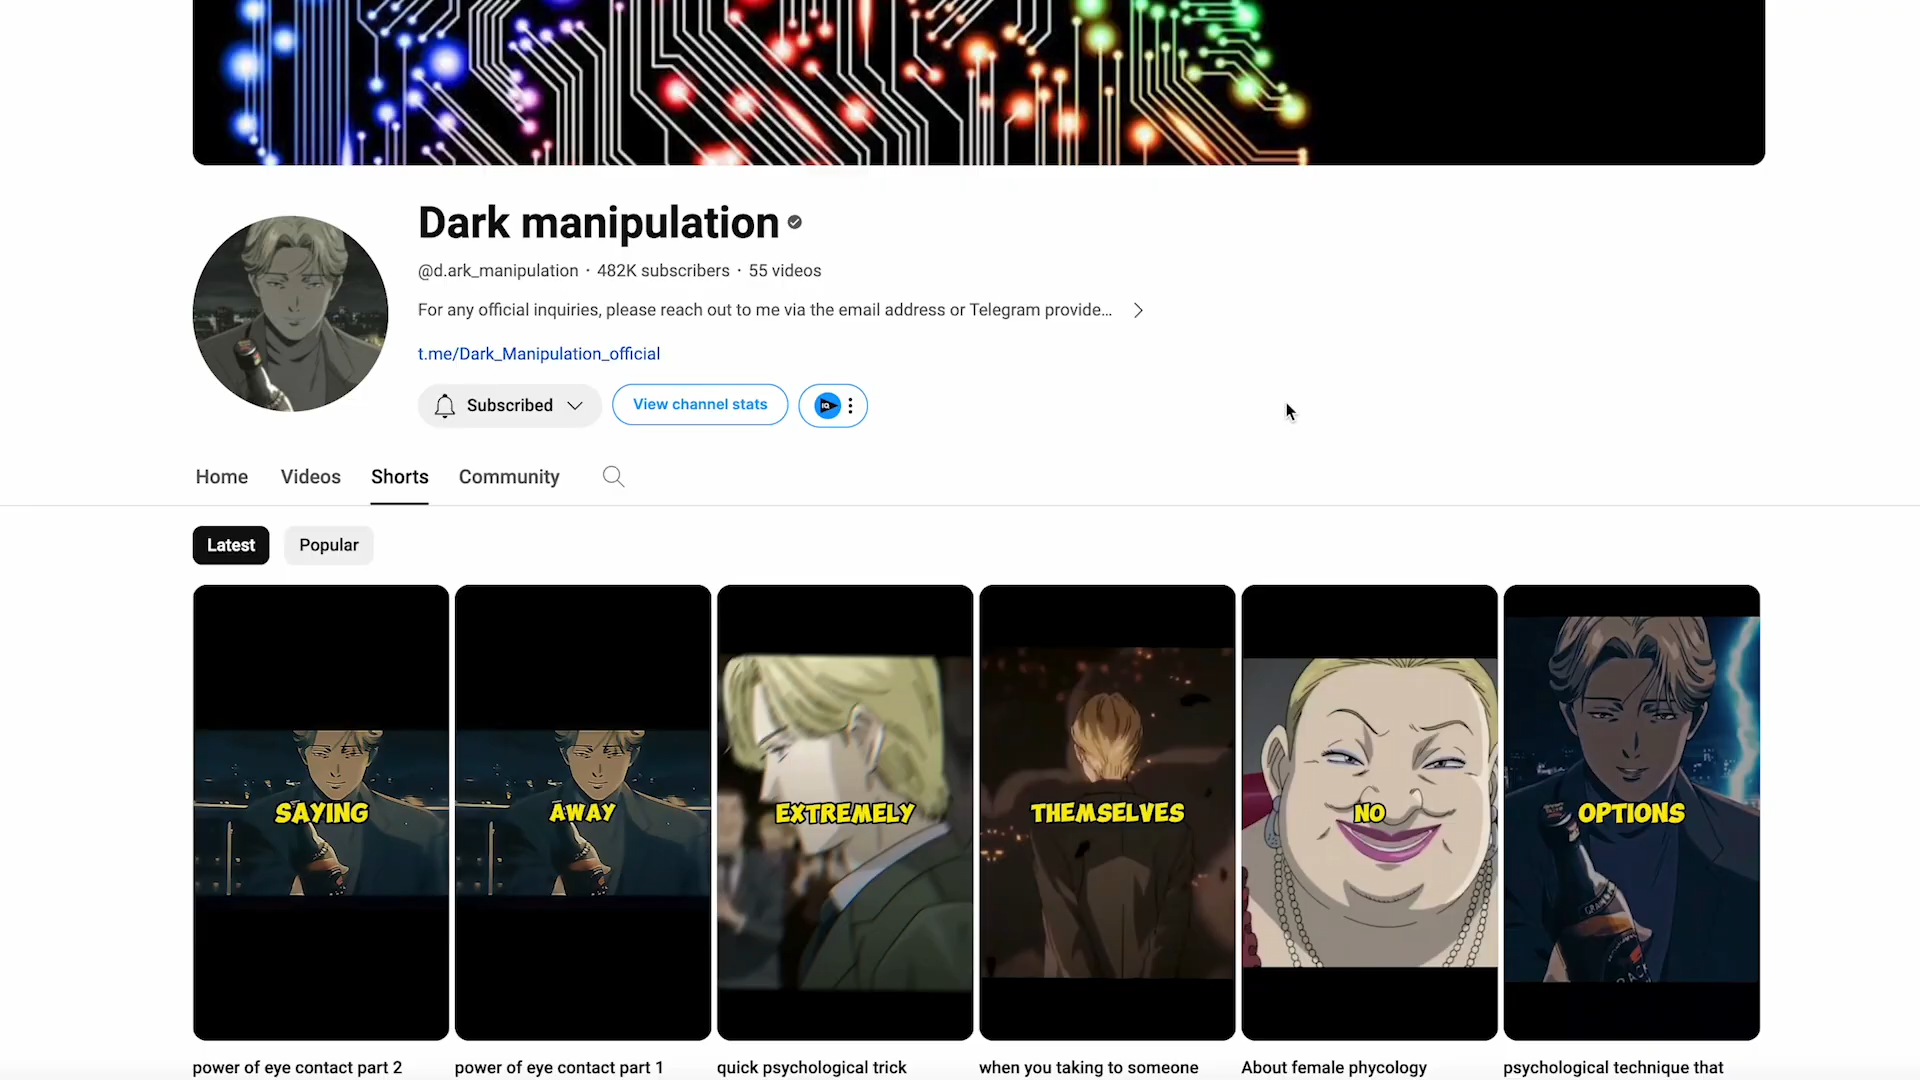 Dark manipulation
@d.ark_manipulation · 482K subscribers · 55 videos
For any official inquiries, please reach out to me via the email address or Telegram provide...
t.me/Dark_Manipulation_official
Subscribed
View channel stats
IQ
Home
Videos
Shorts
Community
Latest
Popular
SAYING
AWAY
EXTREMELY
THEMSELVES
NO
OPTIONS
power of eye contact part 2
power of eye contact part 1
quick psychological trick
when you taking to someone
About female phycology
psychological technique that